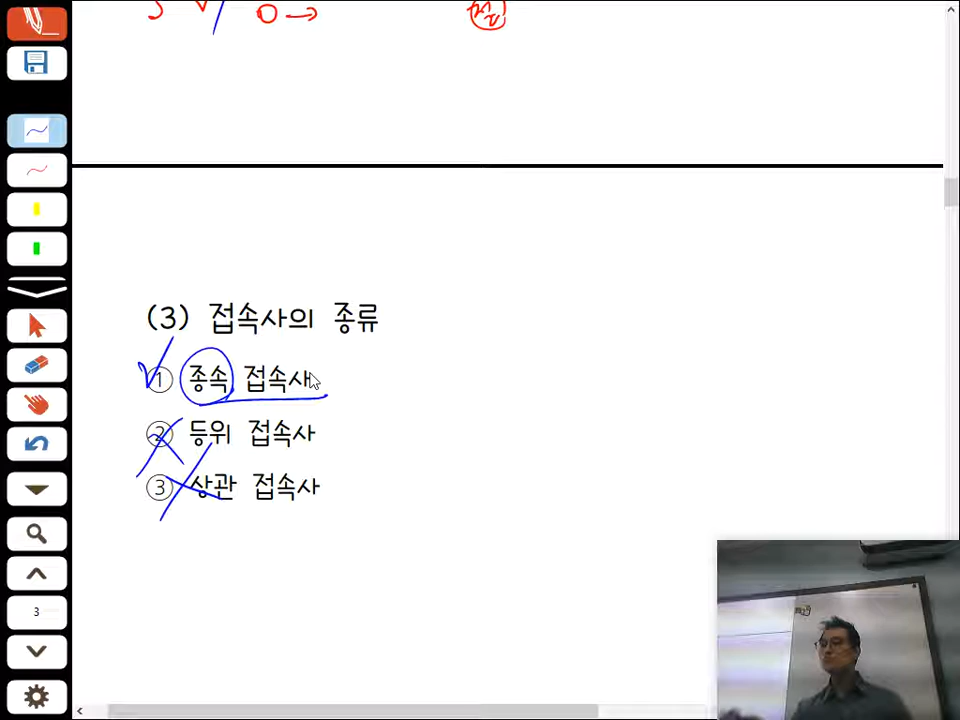 (3) 접속사의 종류
① 종속 접속사
② 등위 접속사
③ 상관 접속사
3